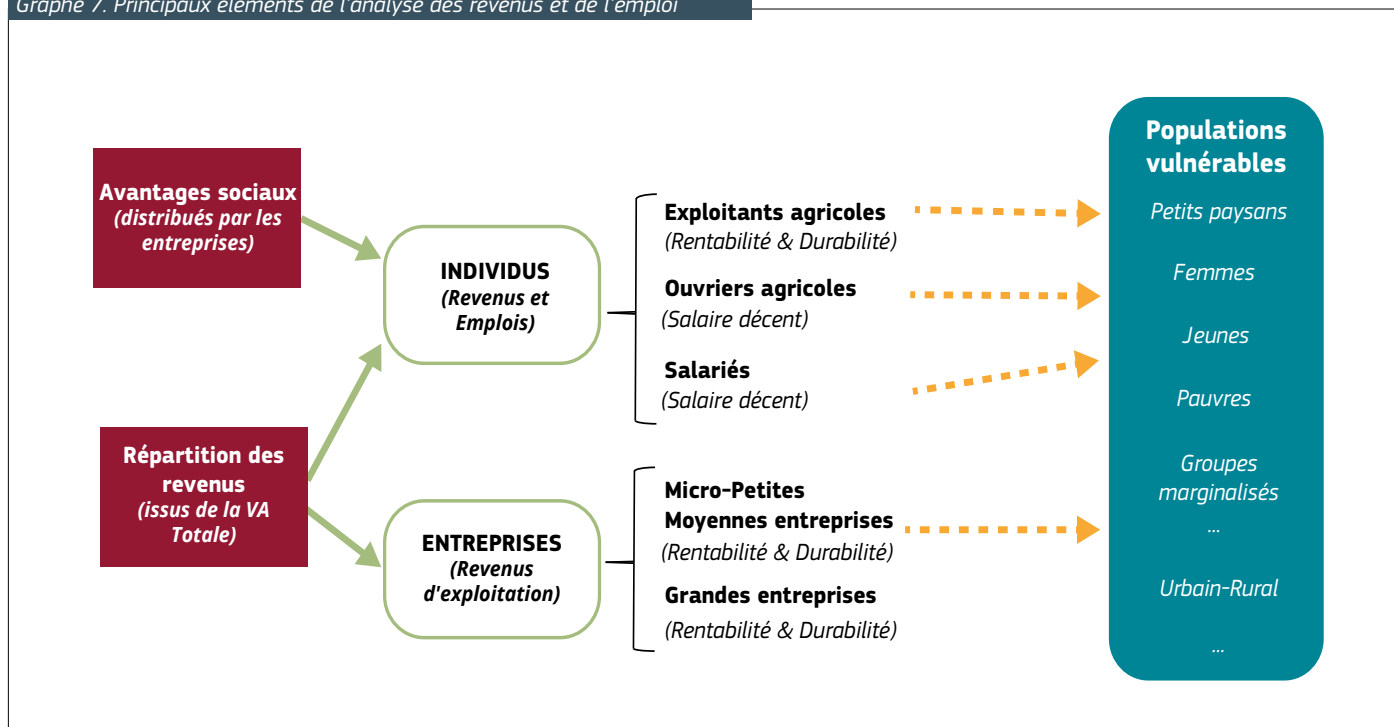 Graphe 7. Principaux éléments de l'analyse des revenus et de l'emploi
Avantages sociaux
(distribués par les
entreprises)
Répartition des
revenus
(issus de la VA
Totale)
INDIVIDUS
(Revenus et
Emplois)
ENTREPRISES
(Revenus
d'exploitation)
Exploitants agricoles
(Rentabilité & Durabilité)
Ouvriers agricoles
(Salaire décent)
Salariés
(Salaire décent)
Micro-Petites
Moyennes entreprises
(Rentabilité & Durabilité)
Grandes entreprises
(Rentabilité & Durabilité)
Populations
vulnérables
Petits paysans
Femmes
Jeunes
Pauvres
Groupes
marginalisés
...
Urbain-Rural
...